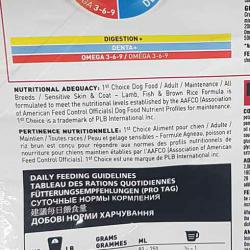 3-6-9
DIGESTION +
DENTA+
OMEGA 3-6-9 / OMÉGA 3-6-9
NUTRITIONAL ADEQUACY: 1st Choice Dog Food / Adult / Maintenance / All
Breeds / Sensitive Skin & Coat – Lamb, Fish & Brown Rice Formula is
formulated to meet the nutritional levels established by the AAFCO (Association
of American Feed Control Officials) Dog Food Nutrient Profiles for maintenance.
1st Choice is a trademark of PLB International Inc.
PERTINENCE NUTRITIONNELLE: 1st Choice Aliment pour chien / Adulte /
Maintien / Toutes races / Peau et pelage sensibles – Formule Agneau, poisson et
riz brun est conçue pour satisfaire aux normes des profils nutritionnels de
nourriture pour chiens maintien établis par l'AAFCO (Association of American
Feed Control Officials). 1st Choice est une marque de PLB International Inc.
DAILY FEEDING GUIDELINES
TABLEAU DES RATIONS QUOTIDIENNES
FÜTTERUNGSEMPFEHLUNGEN (PRO TAG)
СУТОЧНЫЕ НОРМЫ КОРМЛЕНИЯ
建議每日餵食量
ДОБОВІ НОРМИ ХАРЧУВАННЯ
GRAMS
GRAMMES
ML